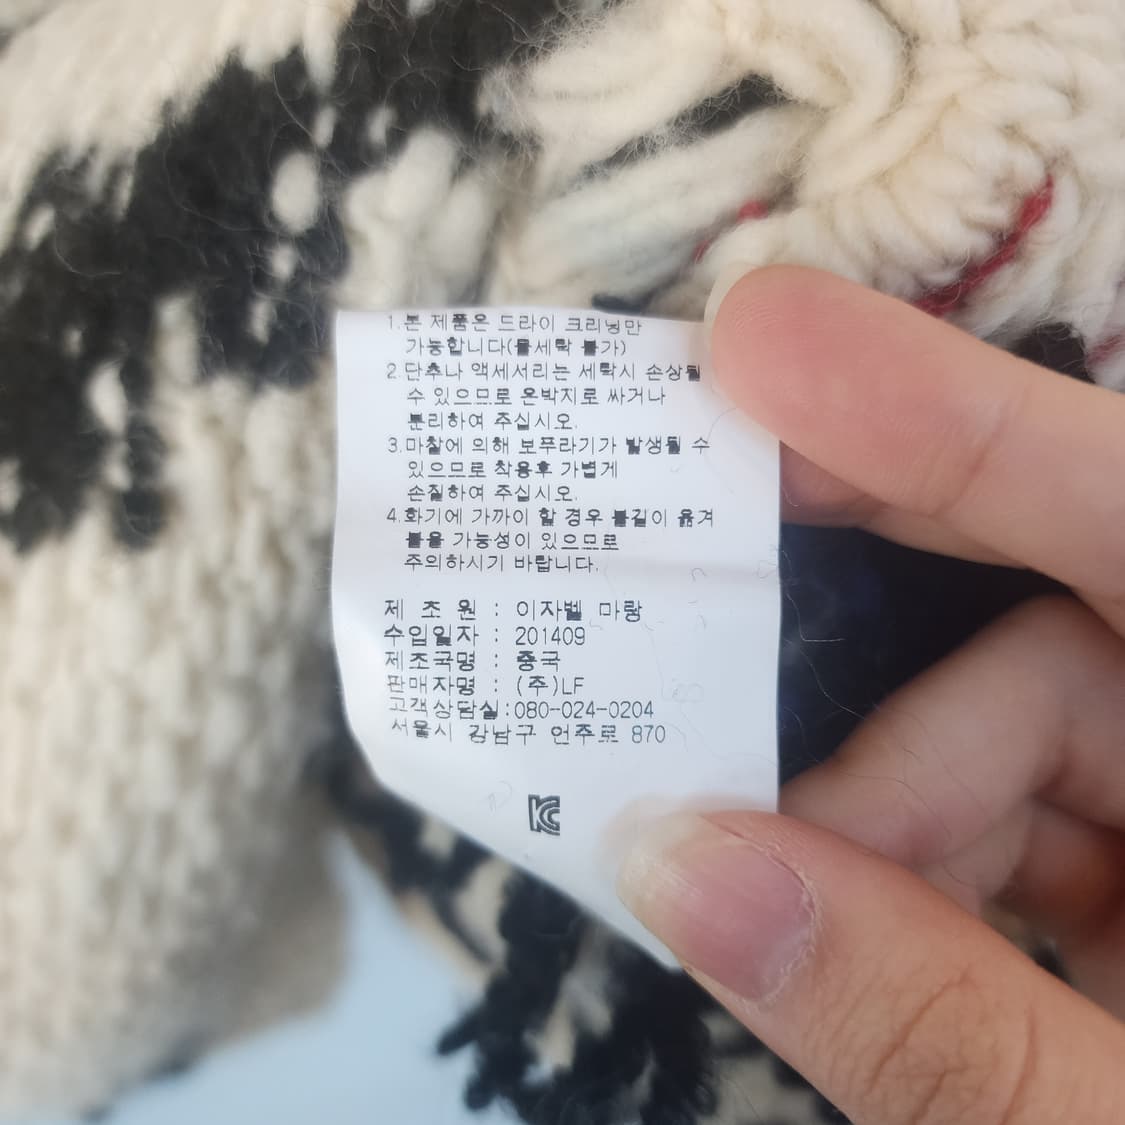 1.본 제품은 드라이 크리닝만
가능합니다(물세탁 불가)
2.단추나 액세서리는 세탁시 손상될
수 있으므로 은박지로 싸거나
분리하여 주십시오.
3.마찰에 의해 보푸라기가 발생될 수
있으므로 착용후 가볍게
손질하여 주십시오.
4.화기에 가까이 할 경우 불길이 옮겨
붙을 가능성이 있으므로
주의하시기 바랍니다.
제 조 원 : 이자벨 마랑
수입일자 : 201409
제조국명 : 중국
판매자명 : (주)LF
고객상담실:080-024-0204
서울시 강남구 언주로 870
KC